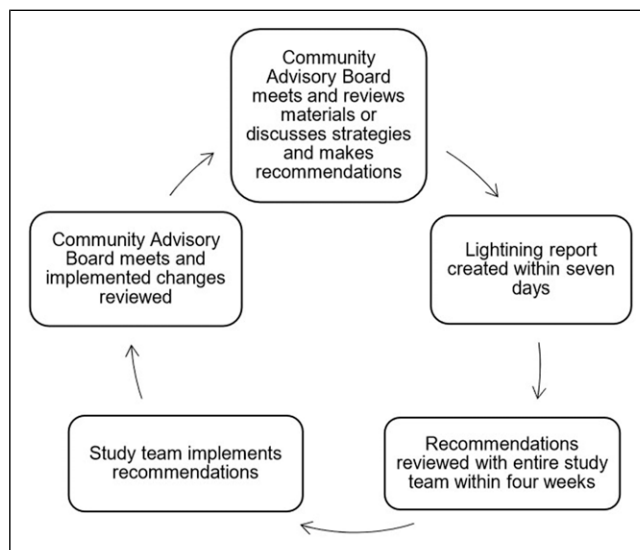 Community
Advisory Board
meets and reviews
materials or
discusses strategies
and makes
recommendations
Lightining report
created within seven
days
Recommendations
reviewed with entire study
team within four weeks
Study team implements
recommendations
Community Advisory
Board meets and
implemented changes
reviewed